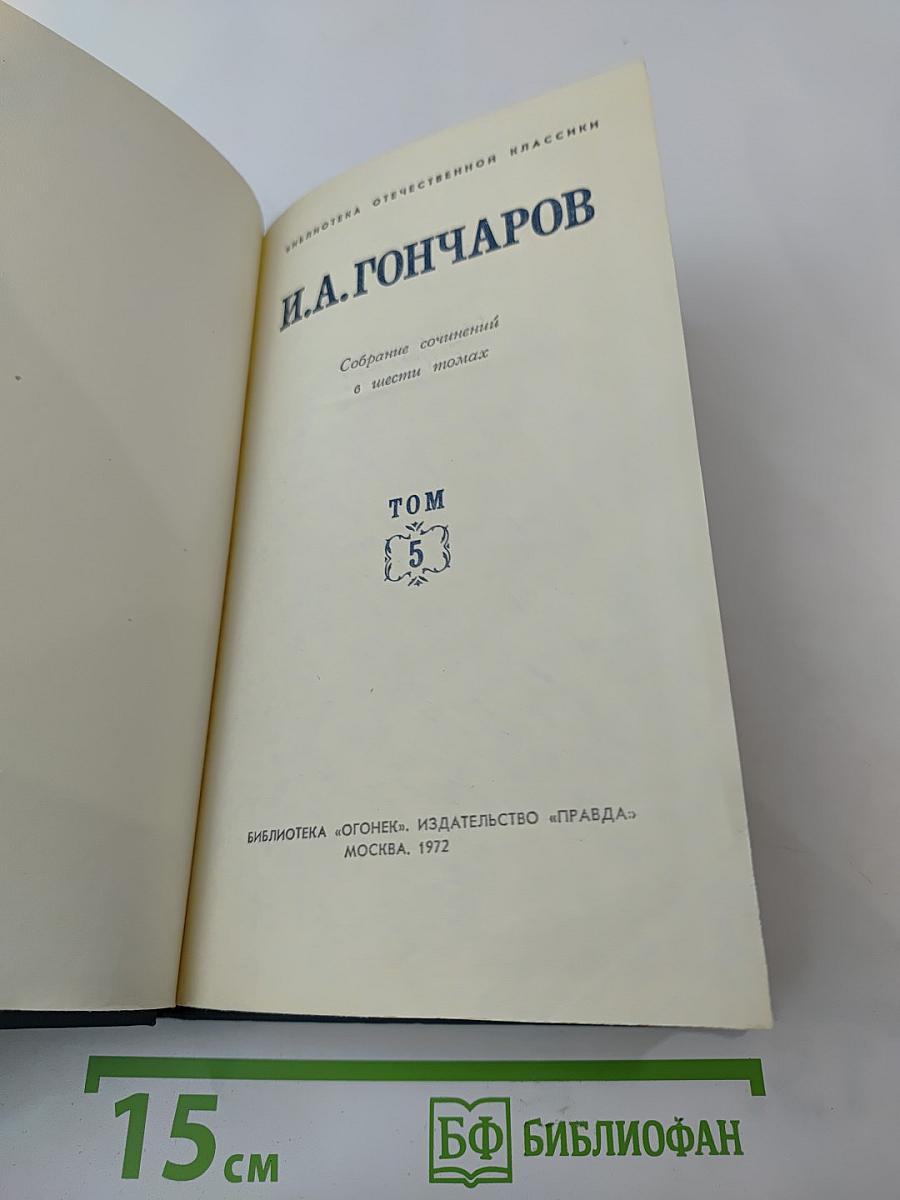 БИБЛИОТЕКА ОТЕЧЕСТВЕННОЙ КЛАССИКИ
И.А.ГОНЧАРОВ
Собрание сочинений
в шести томах
ТОМ
5
БИБЛИОТЕКА «ОГОНЕК». ИЗДАТЕЛЬСТВО «ПРАВДА»
МОСКВА. 1972
15 см
БФ БИБЛИОФАН